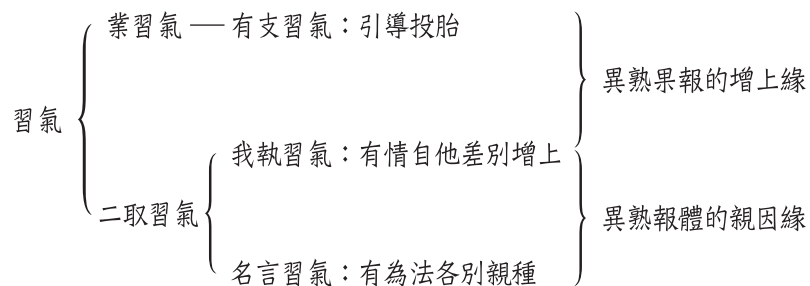 業習氣 — 有支習氣：引導投胎
異熟果報的增上緣
習氣
我執習氣：有情自他差別增上
二取習氣
異熟報體的親因緣
名言習氣：有為法各別親種